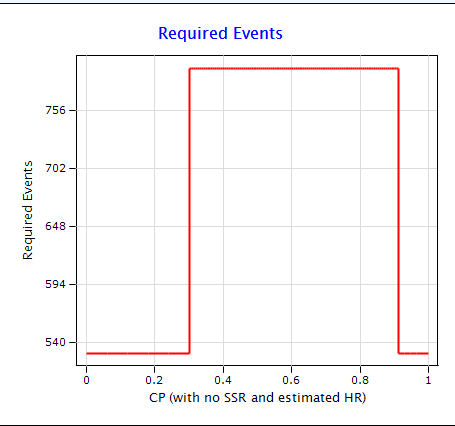 Required Events
Required Events
756
702
648
594
540
0 0.2 0.4 0.6 0.8 1
CP (with no SSR and estimated HR)